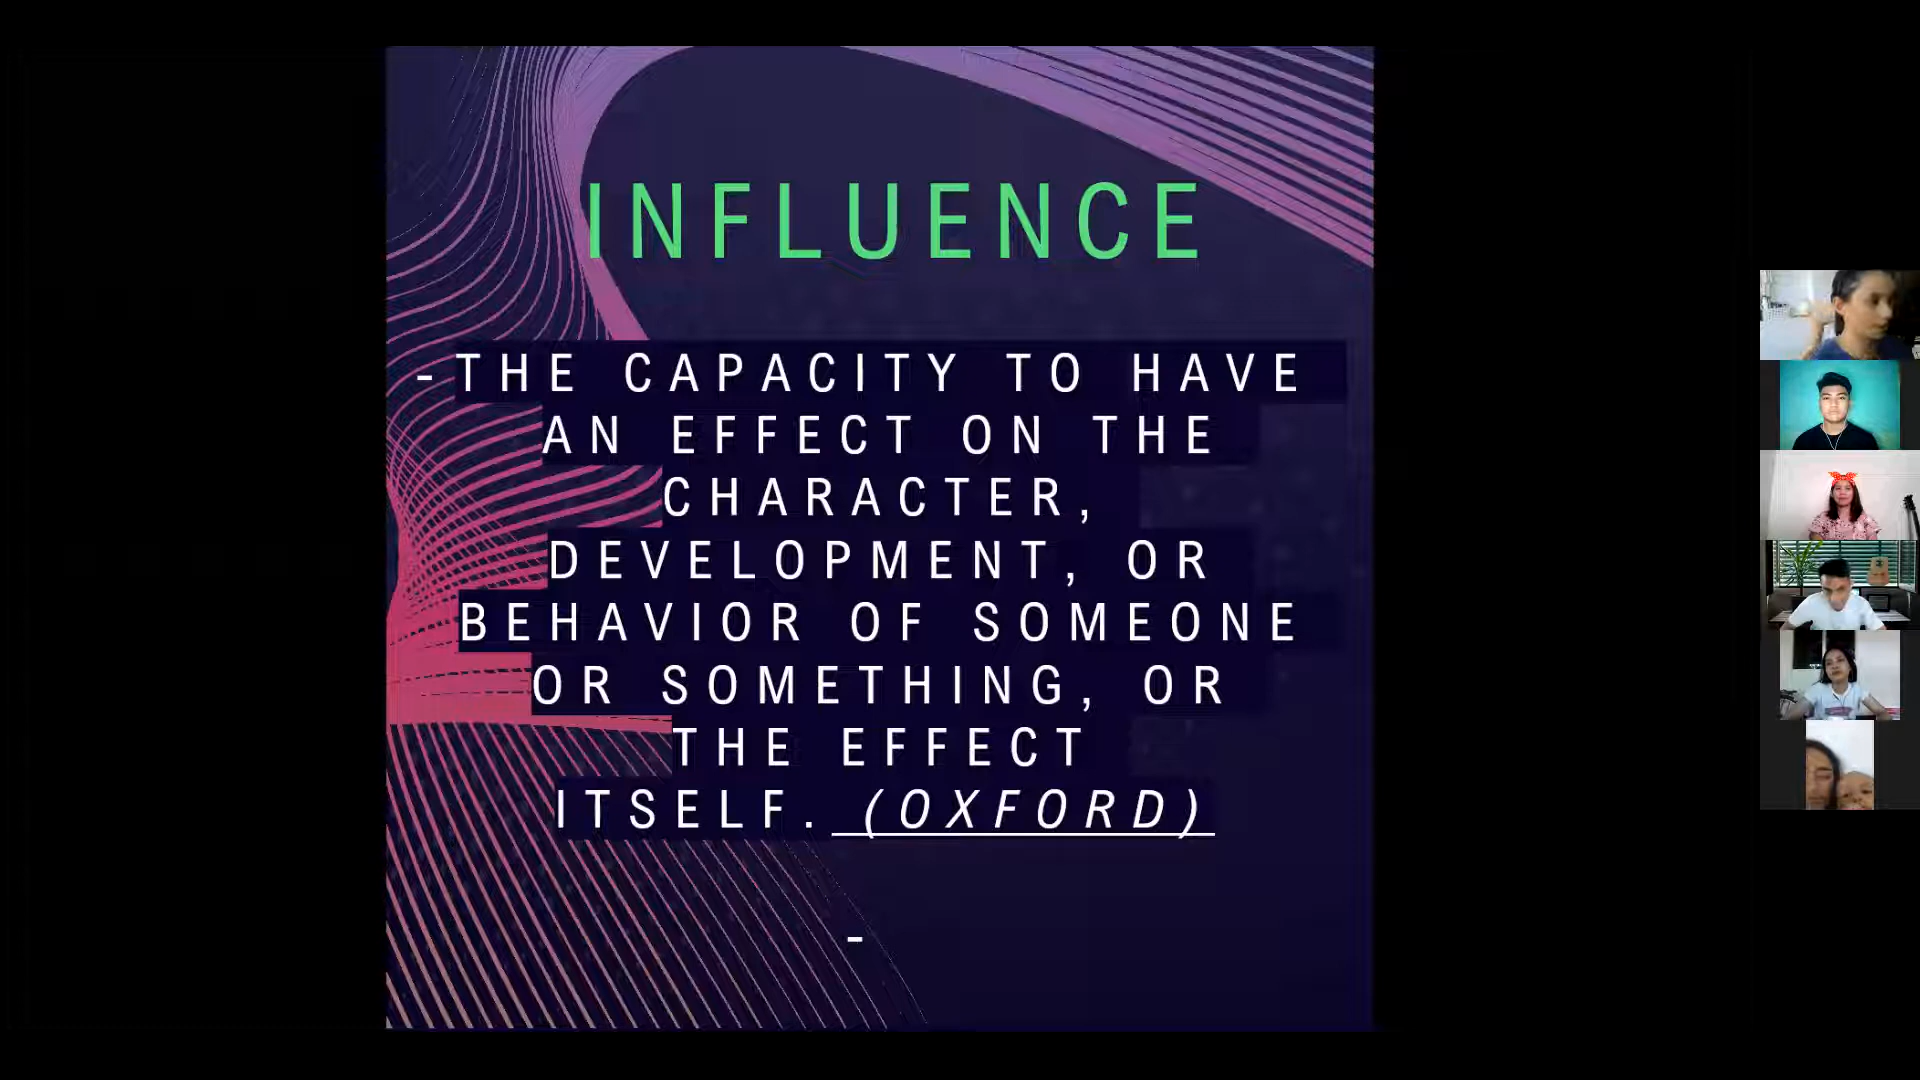 INFLUENCE
-THE CAPACITY TO HAVE
AN EFFECT ON THE
CHARACTER,
DEVELOPMENT, OR
BEHAVIOR OF SOMEONE
OR SOMETHING, OR
THE EFFECT
ITSELF. (OXFORD)
-